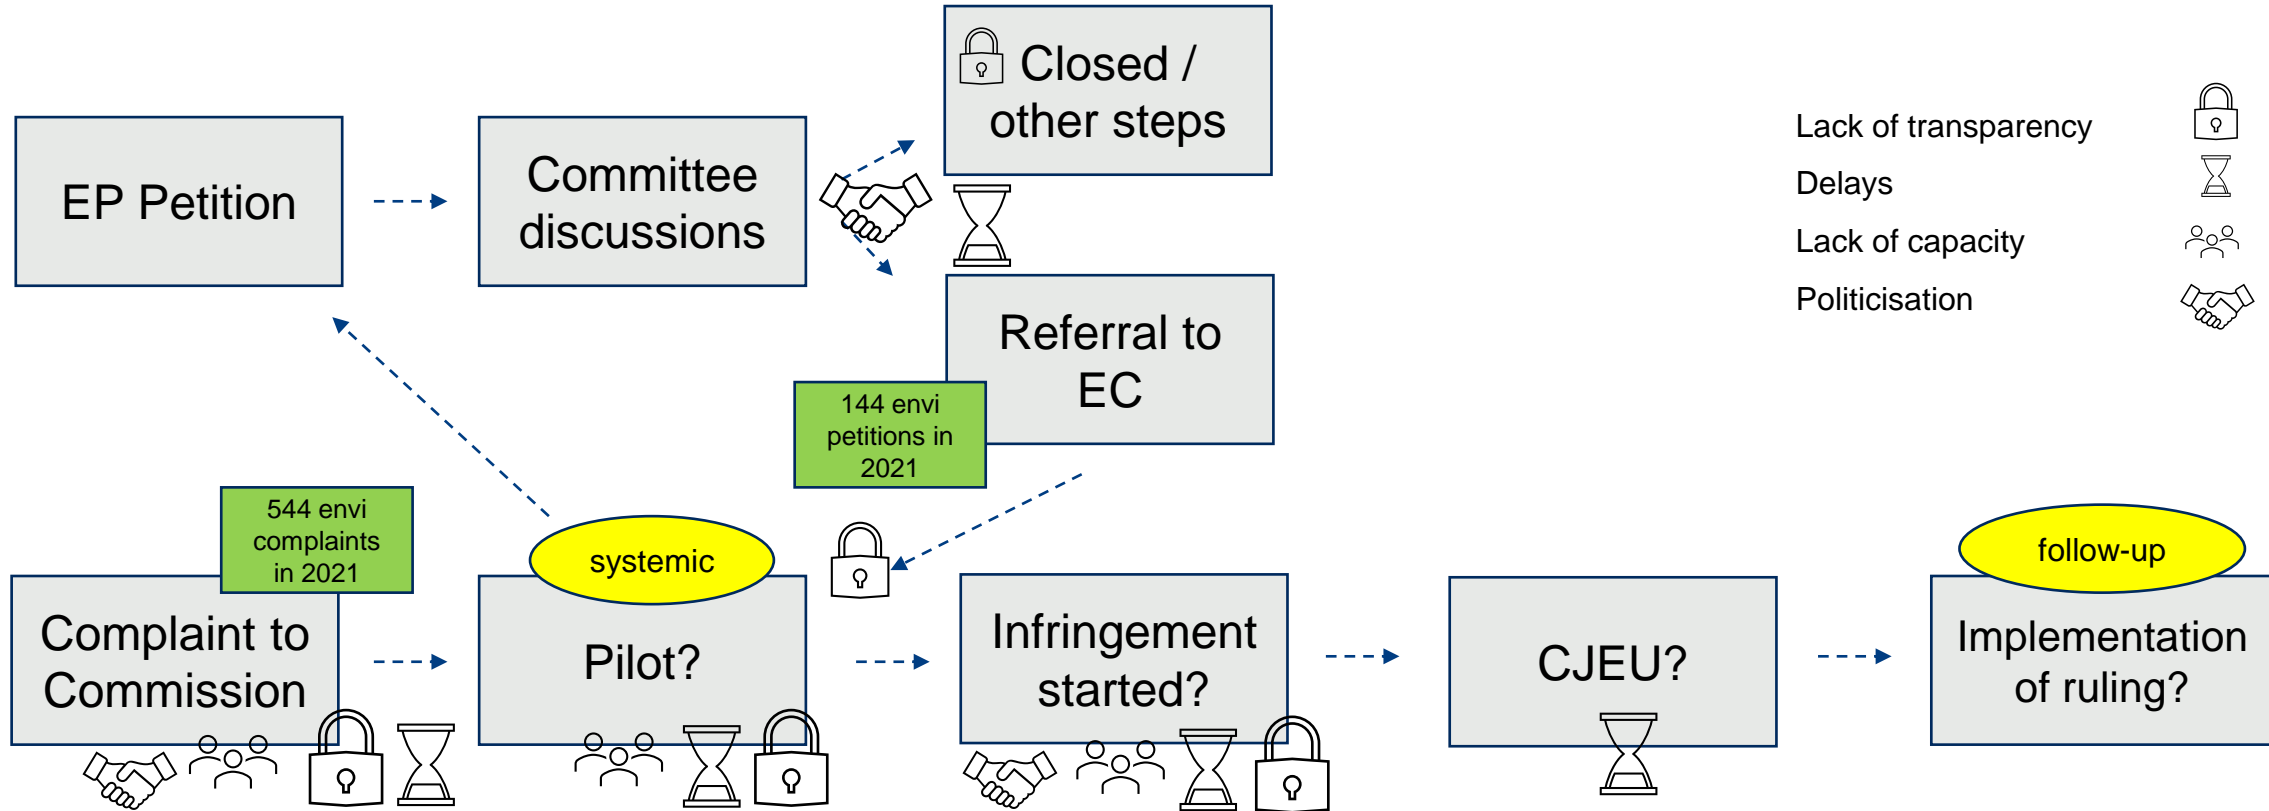 Closed /
other steps
EP Petition
Committee
discussions
Lack of transparency
Delays
Lack of capacity
Politicisation
Referral to
EC
144 envi
petitions in
2021
544 envi
complaints
in 2021
systemic
follow-up
Complaint to
Commission
Pilot?
Infringement
started?
CJEU?
Implementation
of ruling?